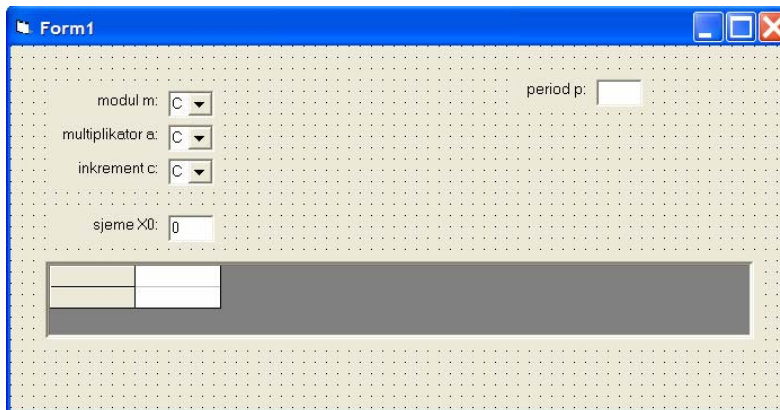 Form1
modul m: C
period p:
multiplikator a: C
inkrement c: C
sjeme X0: 0